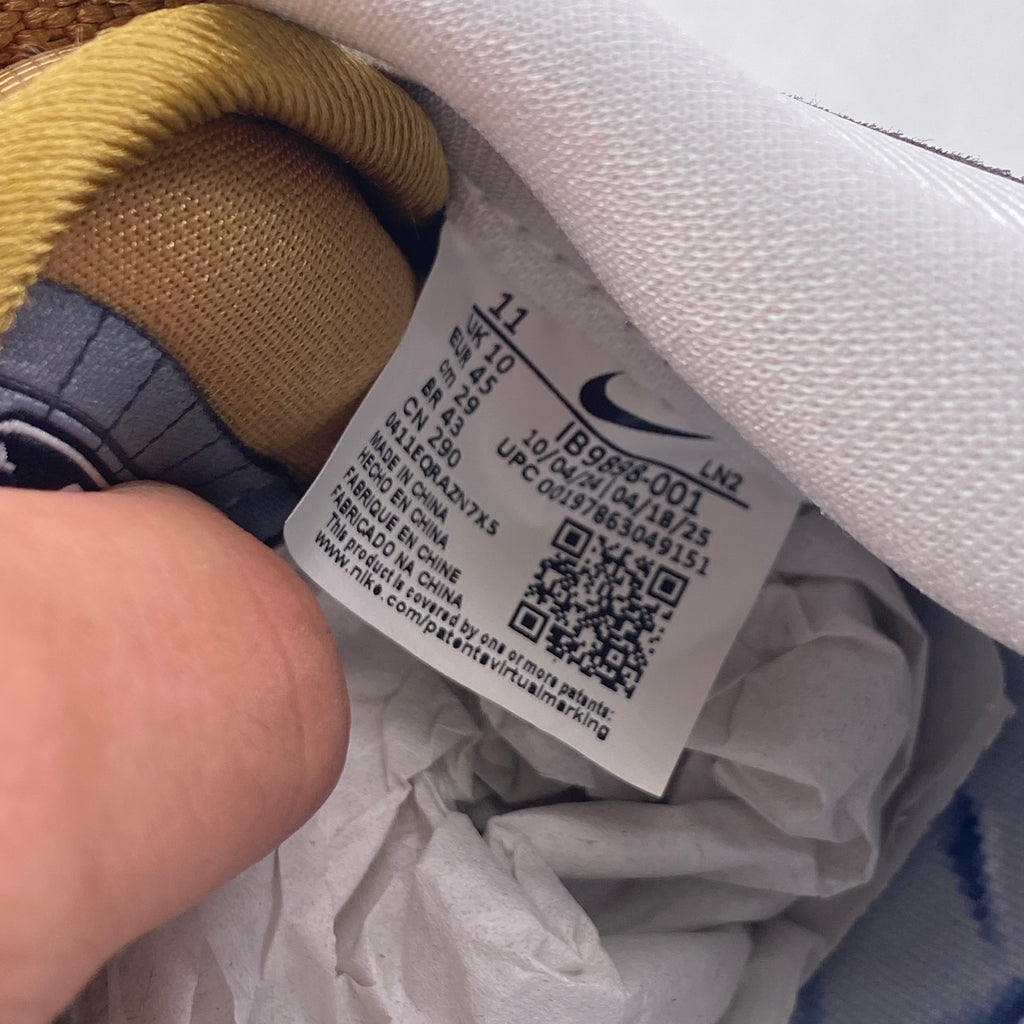 11
UK 10
EUR 45
cm 29
BR 43
CN 290
0411EQRAZN7X5
MADE IN CHINA
HECHO EN CHINA
FABRIQUE EN CHINE
FABRICADO NA CHINA
This product is covered by one or more patents:
www.nike.com/patentsvirtualmarking
LN2
IB9898-001
10/04/24 04/18/25
UPC 00197863049151